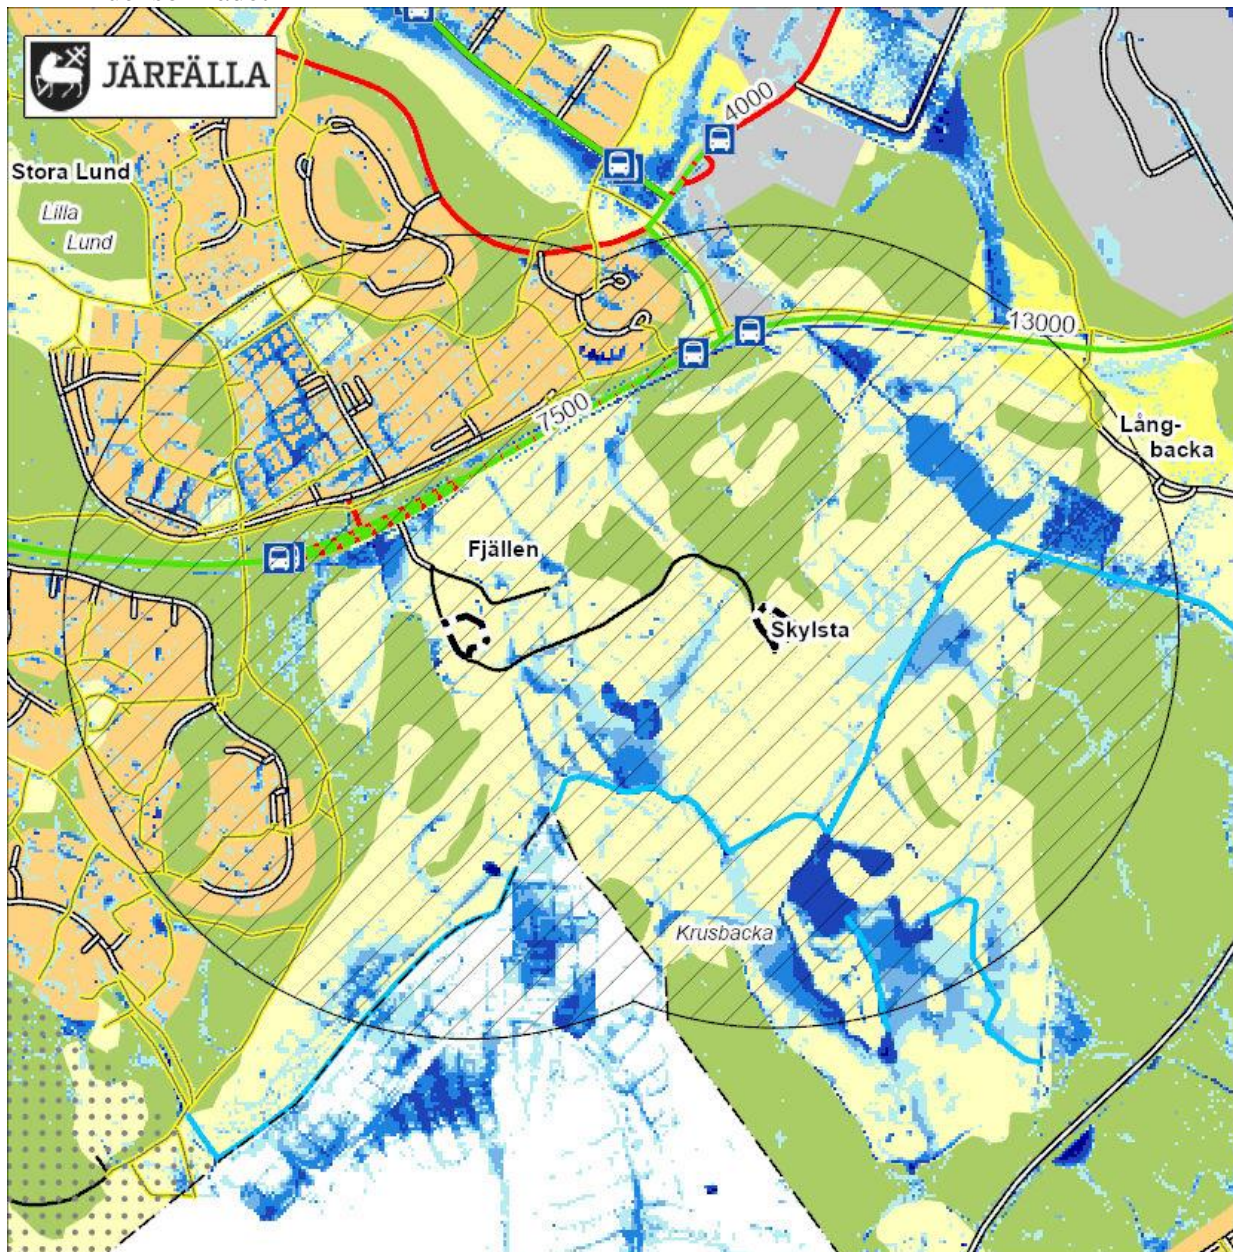 JÄRFÄLLA
4000
Stora Lund
Lilla
Lund
13000
7500
Lång-
backa
Fjällen
Skylsta
Krusbacka